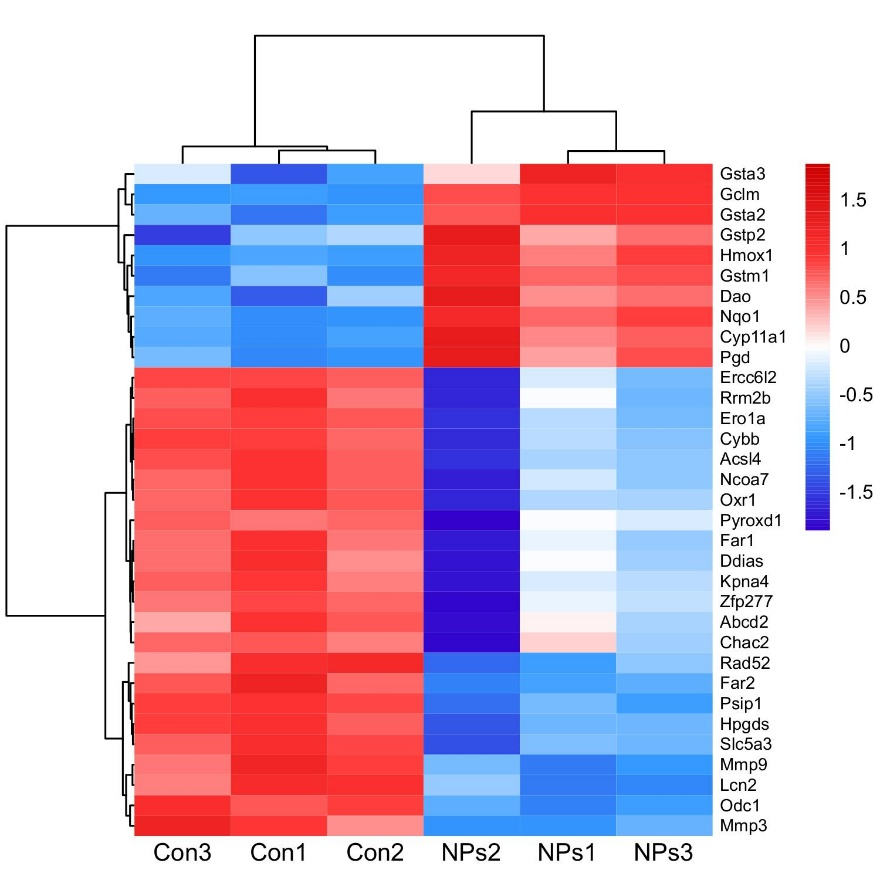 Gsta3
Gclm
Gsta2
Gstp2
Hmox1
Gstm1
Dao
Nqo1
Cyp11a1
Pgd
Ercc6l2
Rrm2b
Ero1a
Cybb
Acsl4
Ncoa7
Oxr1
Pyroxd1
Far1
Ddias
Kpna4
Zfp277
Abcd2
Chac2
Rad52
Far2
Psip1
Hpgds
Slc5a3
Mmp9
Lcn2
Odc1
Mmp3
1.5
1
0.5
0
-0.5
-1
-1.5
Con3 Con1 Con2 NPs2 NPs1 NPs3